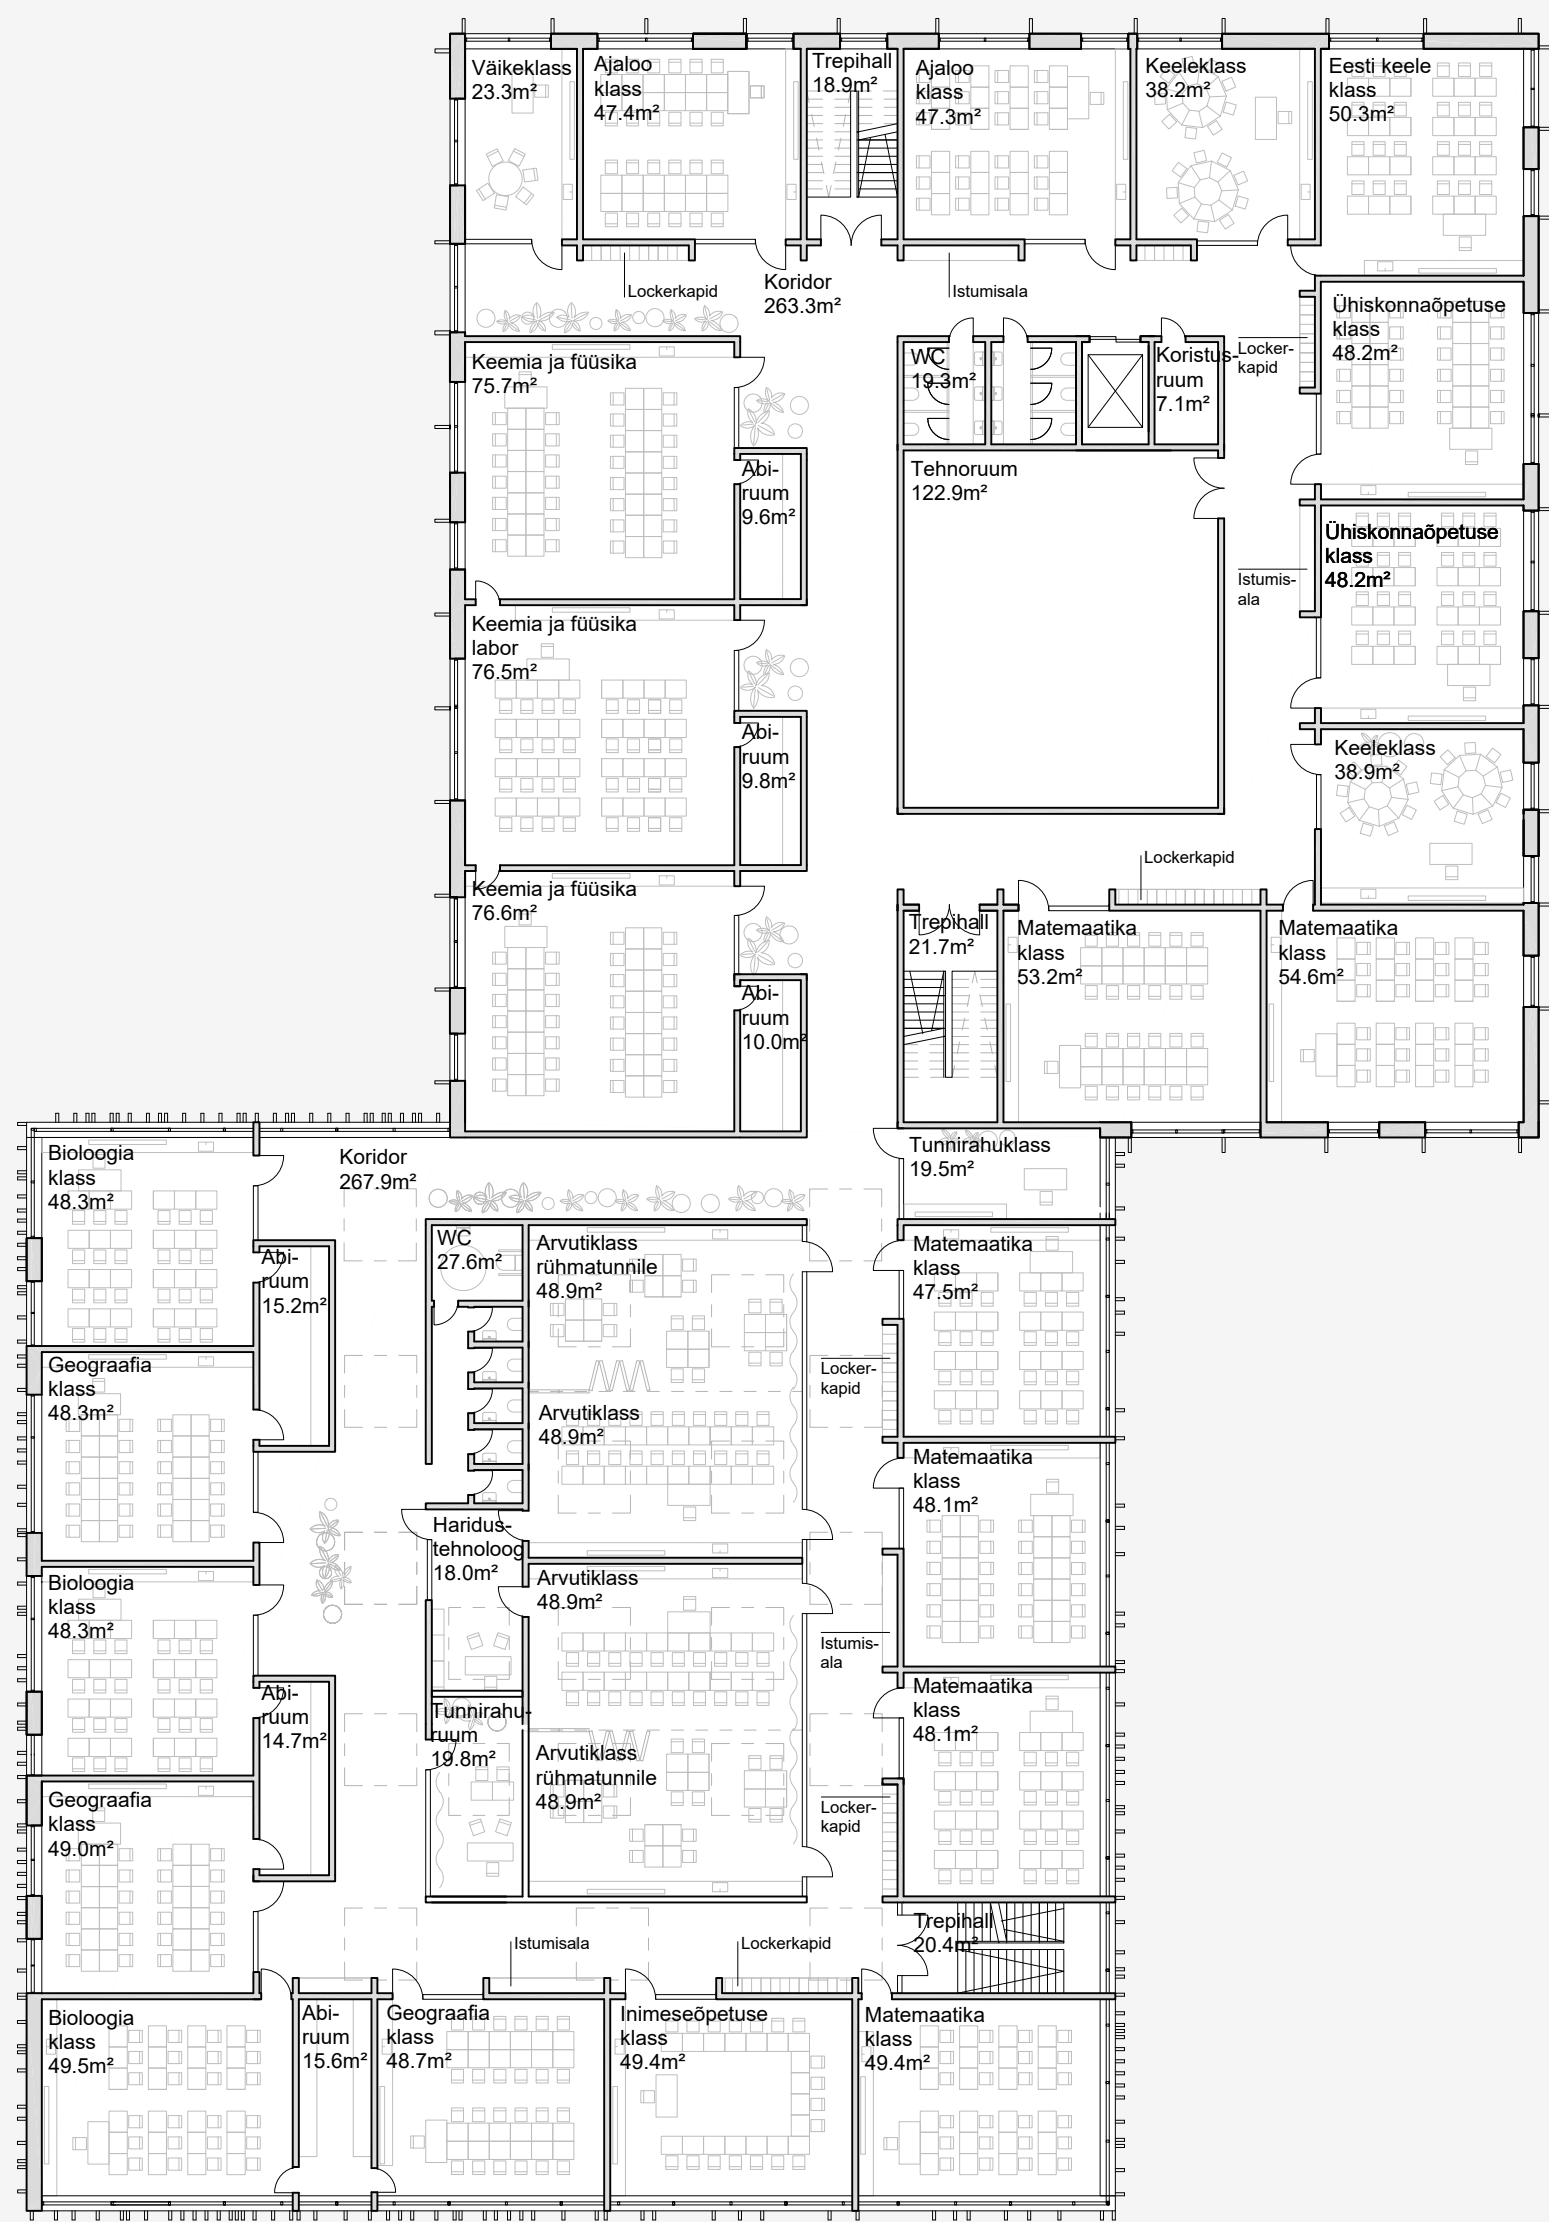 Väikeklass
23.3m²
Ajaloo
klass
47.4m²
Trepihall
18.9m²
Ajaloo
klass
47.3m²
Keeleklass
38.2m²
Eesti keele
klass
50.3m²
Lockerkapid
Koridor
263.3m²
Istumisala
Ühiskonnaõpetuse
klass
48.2m²
Keemia ja füüsika
75.7m²
WC
19.3m²
Koristus-
ruum
7.1m²
Locker-
kapid
Abi-
ruum
9.6m²
Tehnoruum
122.9m²
Ühiskonnaõpetuse
klass
48.2m²
Istumis-
ala
Keemia ja füüsika
labor
76.5m²
Abi-
ruum
9.8m²
Keeleklass
38.9m²
Lockerkapid
Keemia ja füüsika
76.6m²
Trepihall
21.7m²
Matemaatika
klass
53.2m²
Matemaatika
klass
54.6m²
Abi-
ruum
10.0m²
Bioloogia
klass
48.3m²
Koridor
267.9m²
Tunnirahuklass
19.5m²
Abi-
ruum
15.2m²
WC
27.6m²
Arvutiklass
rühmatunnile
48.9m²
Matemaatika
klass
47.5m²
Geograafia
klass
48.3m²
Locker-
kapid
Arvutiklass
48.9m²
Matemaatika
klass
48.1m²
Haridus-
tehnoloog
18.0m²
Bioloogia
klass
48.3m²
Arvutiklass
48.9m²
Istumis-
ala
Abi-
ruum
14.7m²
Tunnirahu-
ruum
19.8m²
Matemaatika
klass
48.1m²
Arvutiklass
rühmatunnile
48.9m²
Geograafia
klass
49.0m²
Locker-
kapid
Istumisala
Lockerkapid
Trepihall
20.4m²
Bioloogia
klass
49.5m²
Abi-
ruum
15.6m²
Geograafia
klass
48.7m²
Inimeseõpetuse
klass
49.4m²
Matemaatika
klass
49.4m²